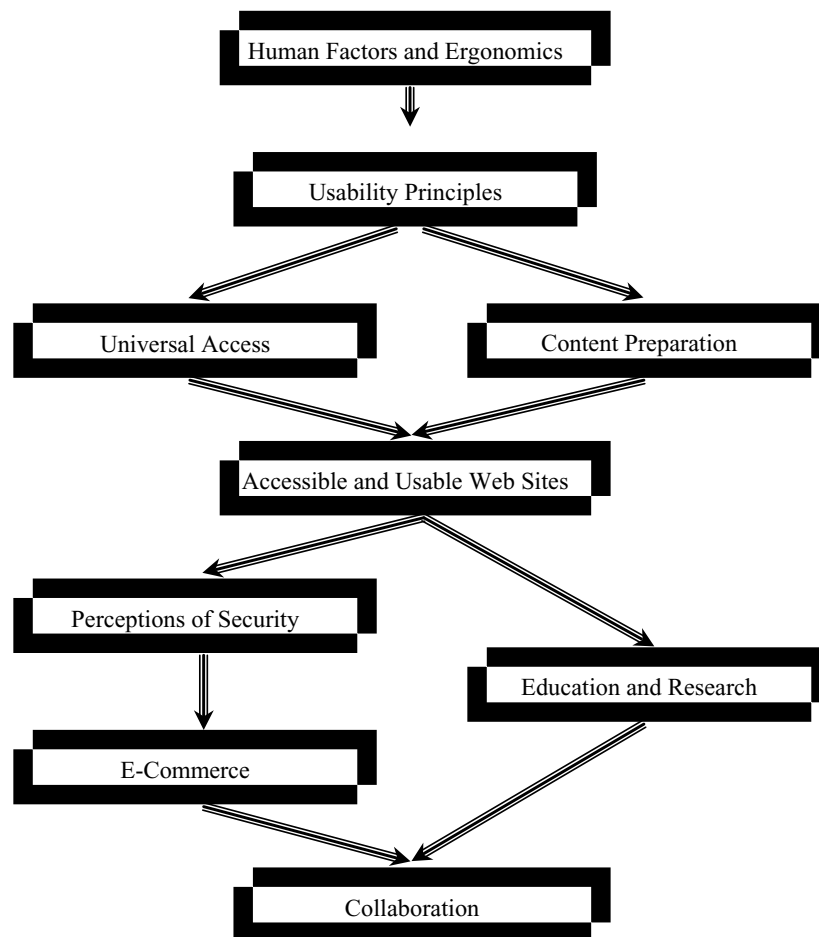 Human Factors and Ergonomics
Usability Principles
Universal Access
Content Preparation
Accessible and Usable Web Sites
Perceptions of Security
Education and Research
E-Commerce
Collaboration